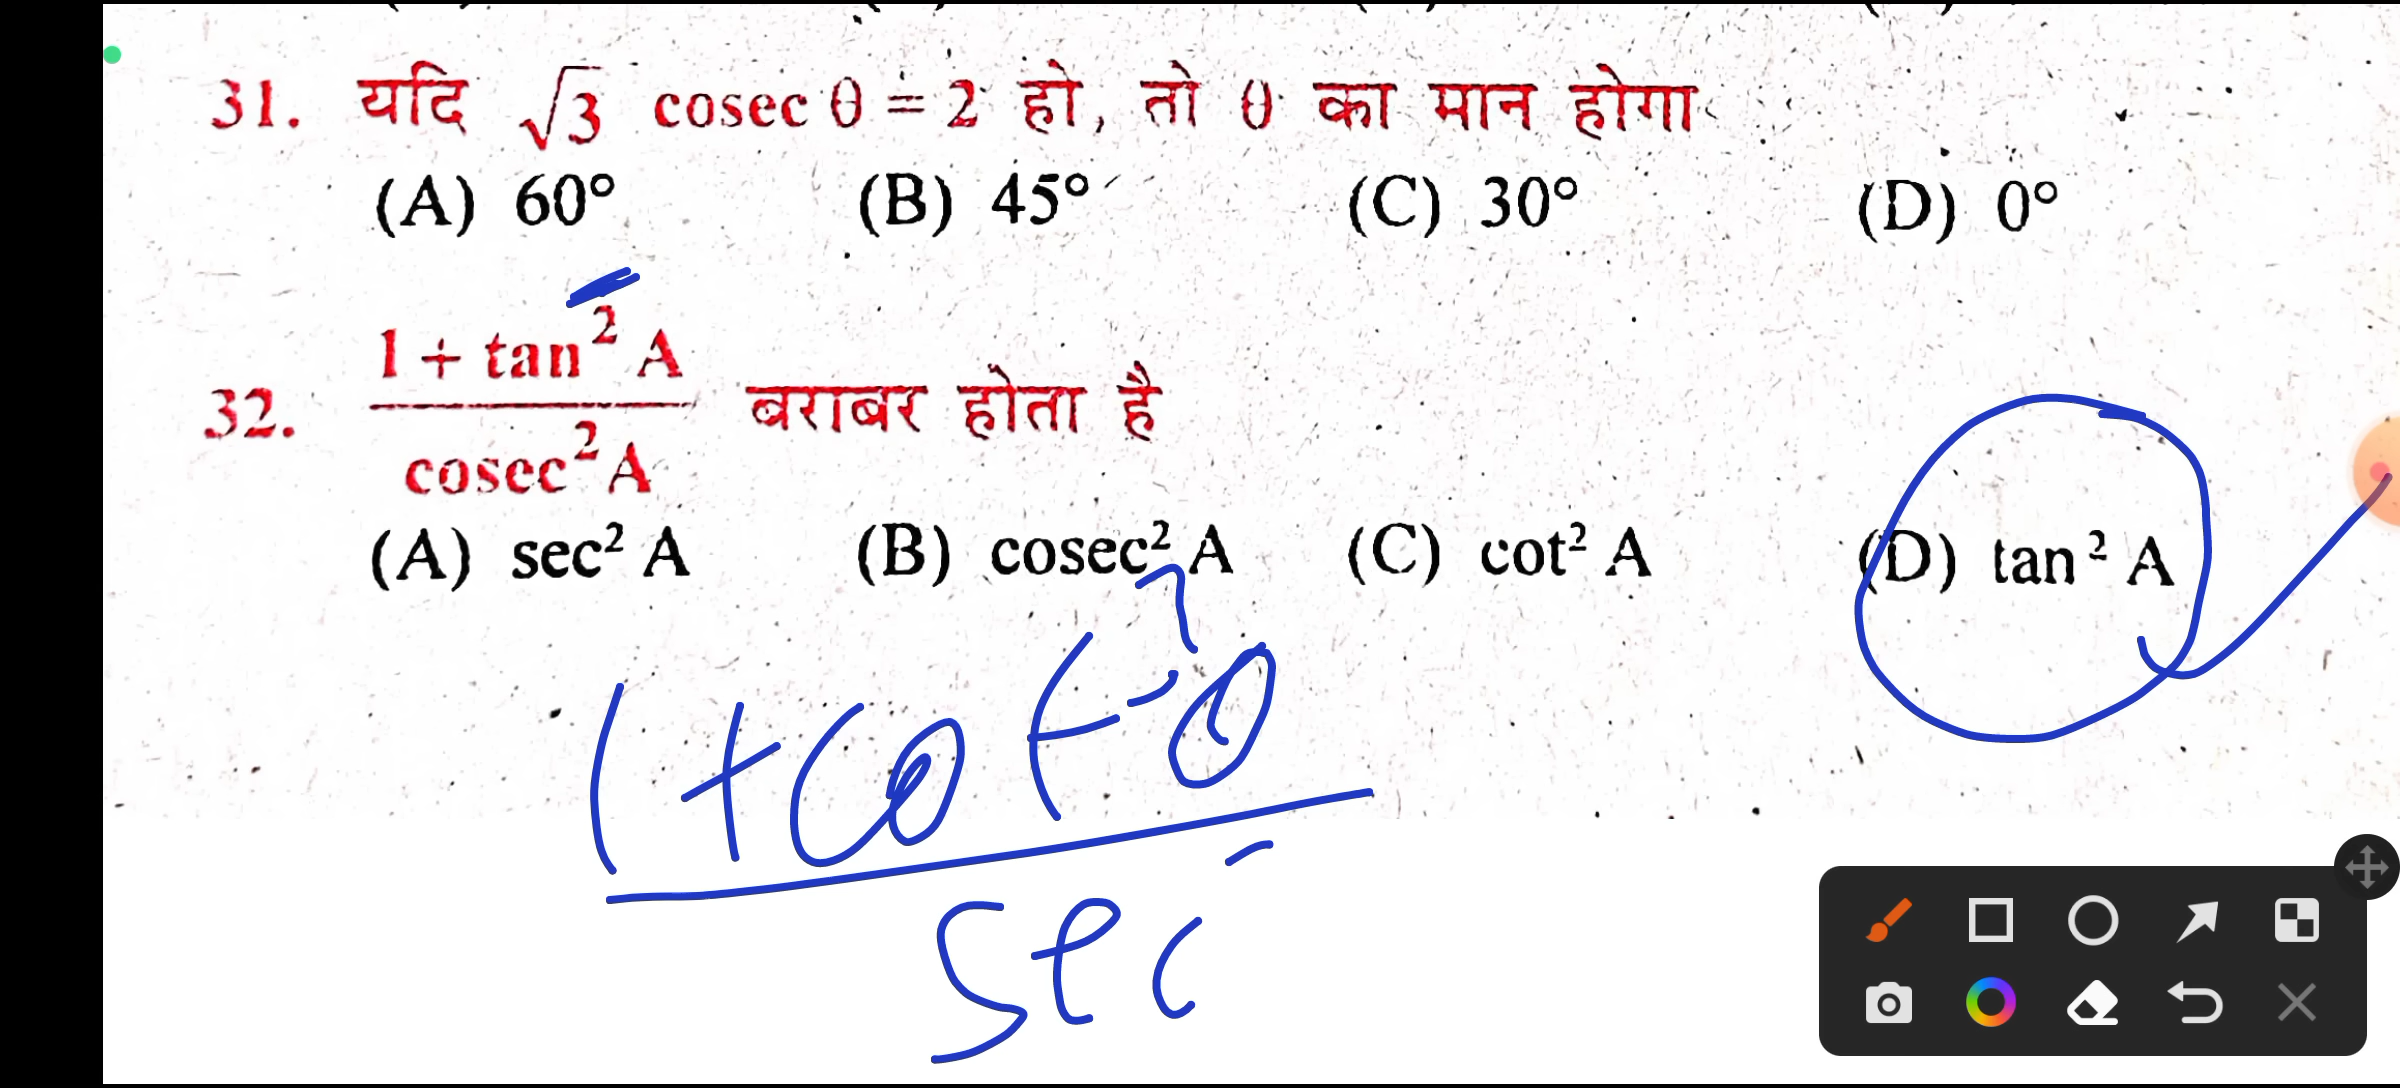 31. यदि √3 cosec θ = 2 हो, तो θ का मान होगा
(A) 60° (B) 45° (C) 30° (D) 0°
32. (1 + tan² A) / (cosec² A) बराबर होता है
(A) sec² A (B) cosec² A (C) cot² A (D) tan² A
1 + cot² θ
sec